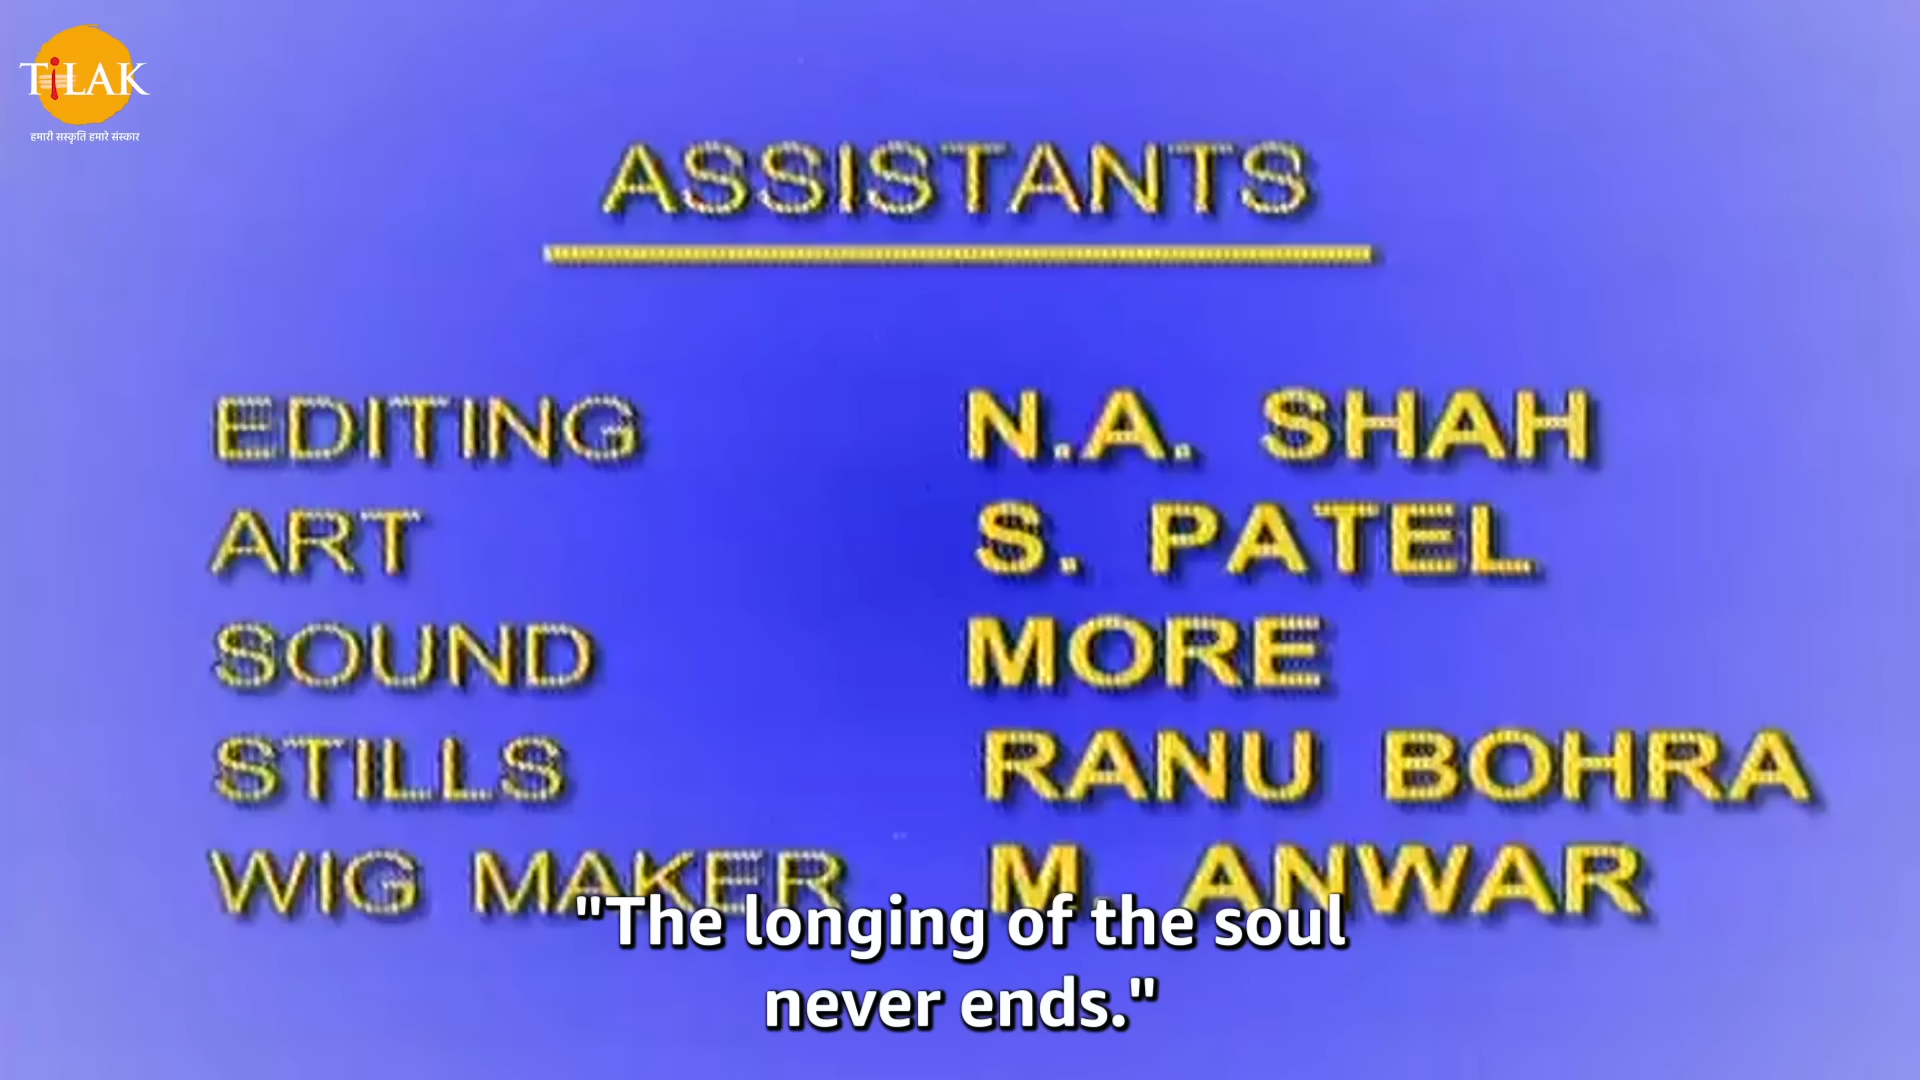 TiLAK
हमारी सस्कृति हमारे संस्कार
ASSISTANTS
EDITING N.A. SHAH
ART S. PATEL
SOUND MORE
STILLS RANU BOHRA
WIG MAKER M. ANWAR
"The longing of the soul
never ends."